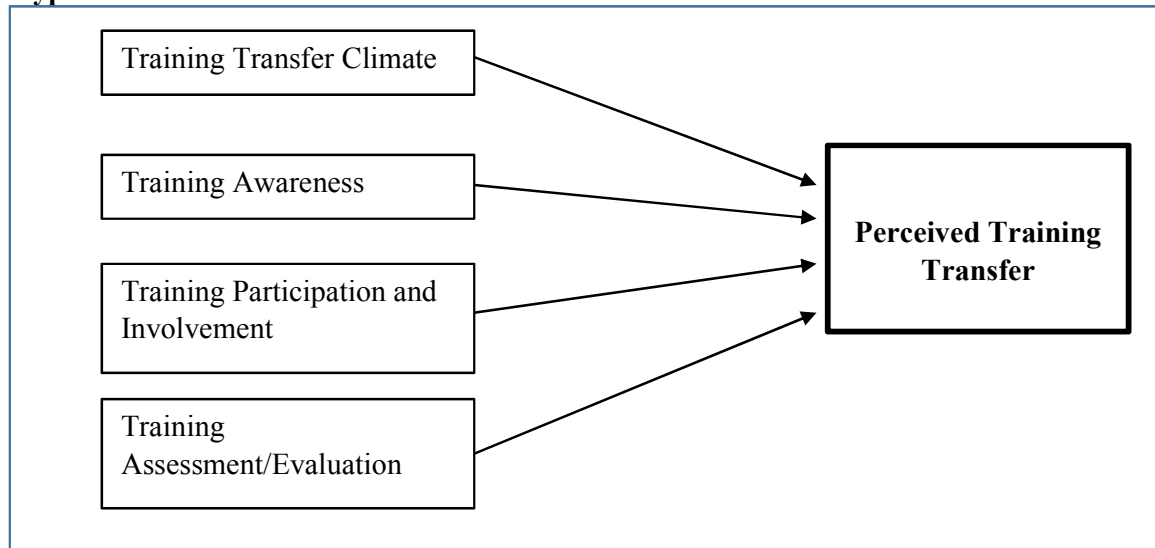 Training Transfer Climate
Training Awareness
Perceived Training
Transfer
Training Participation and
Involvement
Training
Assessment/Evaluation